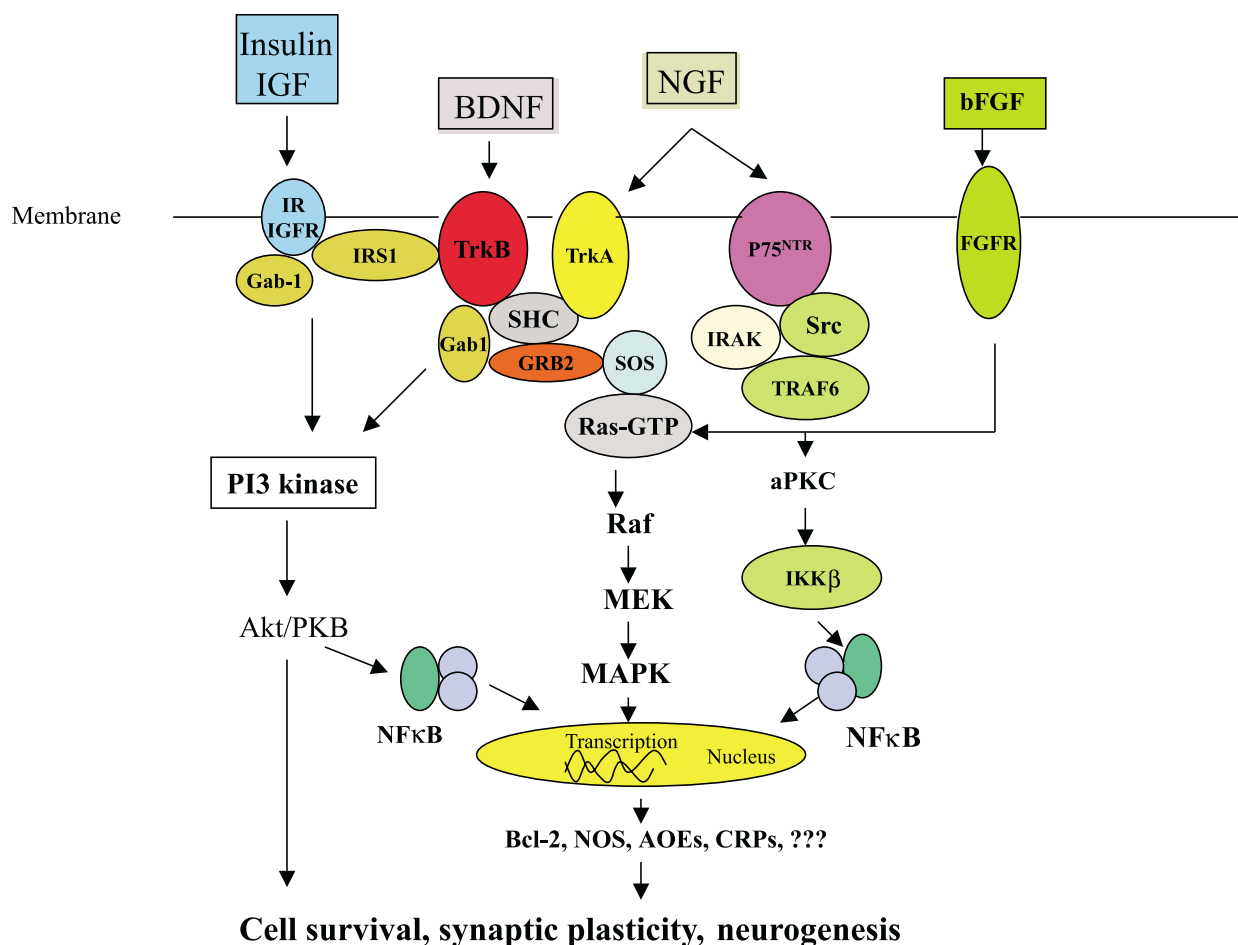 Insulin
IGF
BDNF
NGF
bFGF
Membrane
IR
IGFR
IRS1
Gab-1
TrkB
TrkA
P75NTR
FGFR
SHC
Gab1
GRB2
SOS
IRAK
Src
TRAF6
Ras-GTP
PI3 kinase
aPKC
Raf
IKKβ
MEK
Akt/PKB
MAPK
NFκB
NFκB
Transcription
Nucleus
Bcl-2, NOS, AOEs, CRPs, ???
Cell survival, synaptic plasticity, neurogenesis